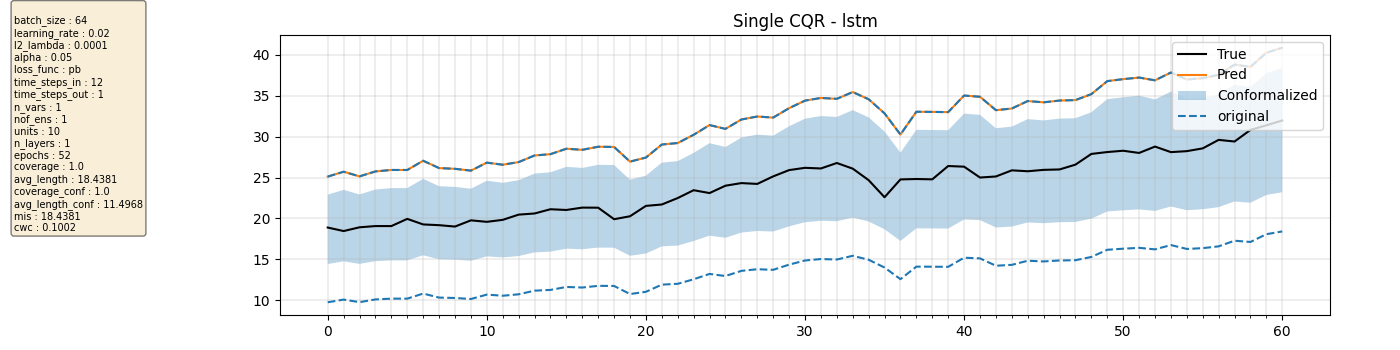 batch_size : 64
learning_rate : 0.02
l2_lambda : 0.0001
alpha : 0.05
loss_func : pb
time_steps_in : 12
time_steps_out : 1
n_vars : 1
nof_ens : 1
units : 10
n_layers : 1
epochs : 52
coverage : 1.0
avg_length : 18.4381
coverage_conf : 1.0
avg_length_conf : 11.4968
mis : 18.4381
cwc : 0.1002
Single CQR - lstm
40
35
30
25
20
15
10
True
Pred
Conformalized
original
0 10 20 30 40 50 60